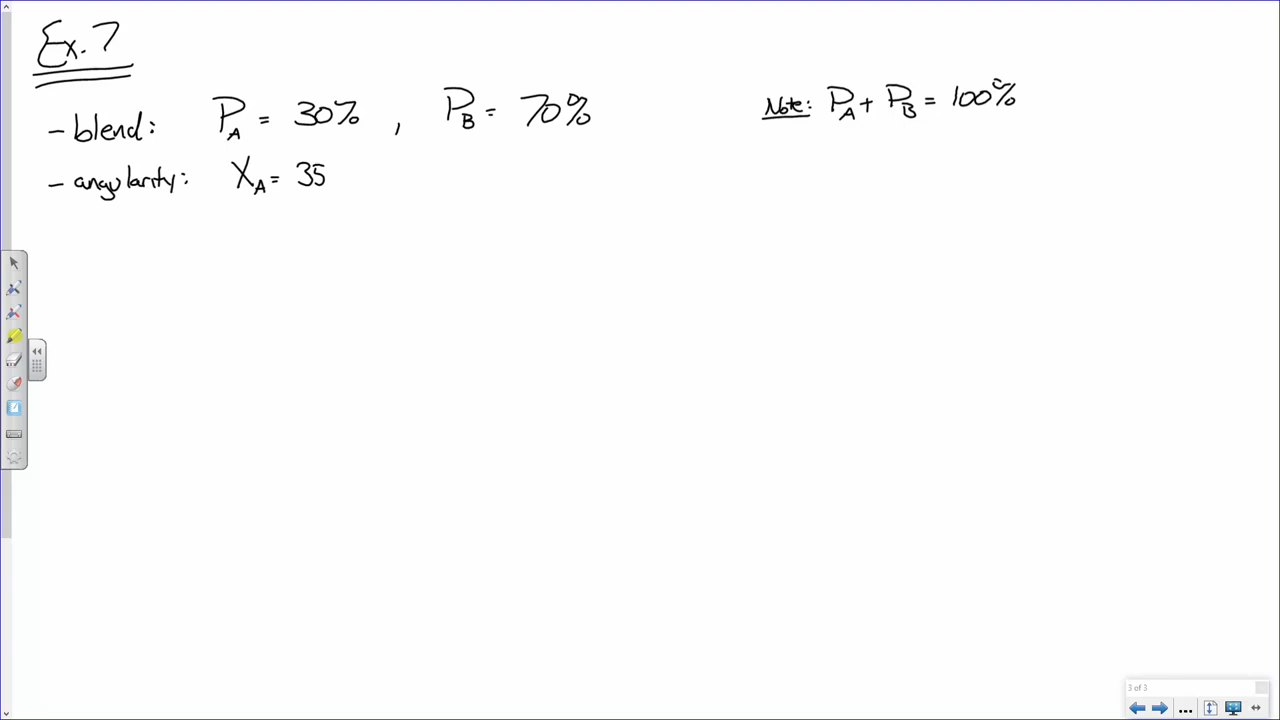 Ex. 7
- blend: P_A = 30% , P_B = 70% Note: P_A + P_B = 100%
- angularity: X_A = 35
3 of 3